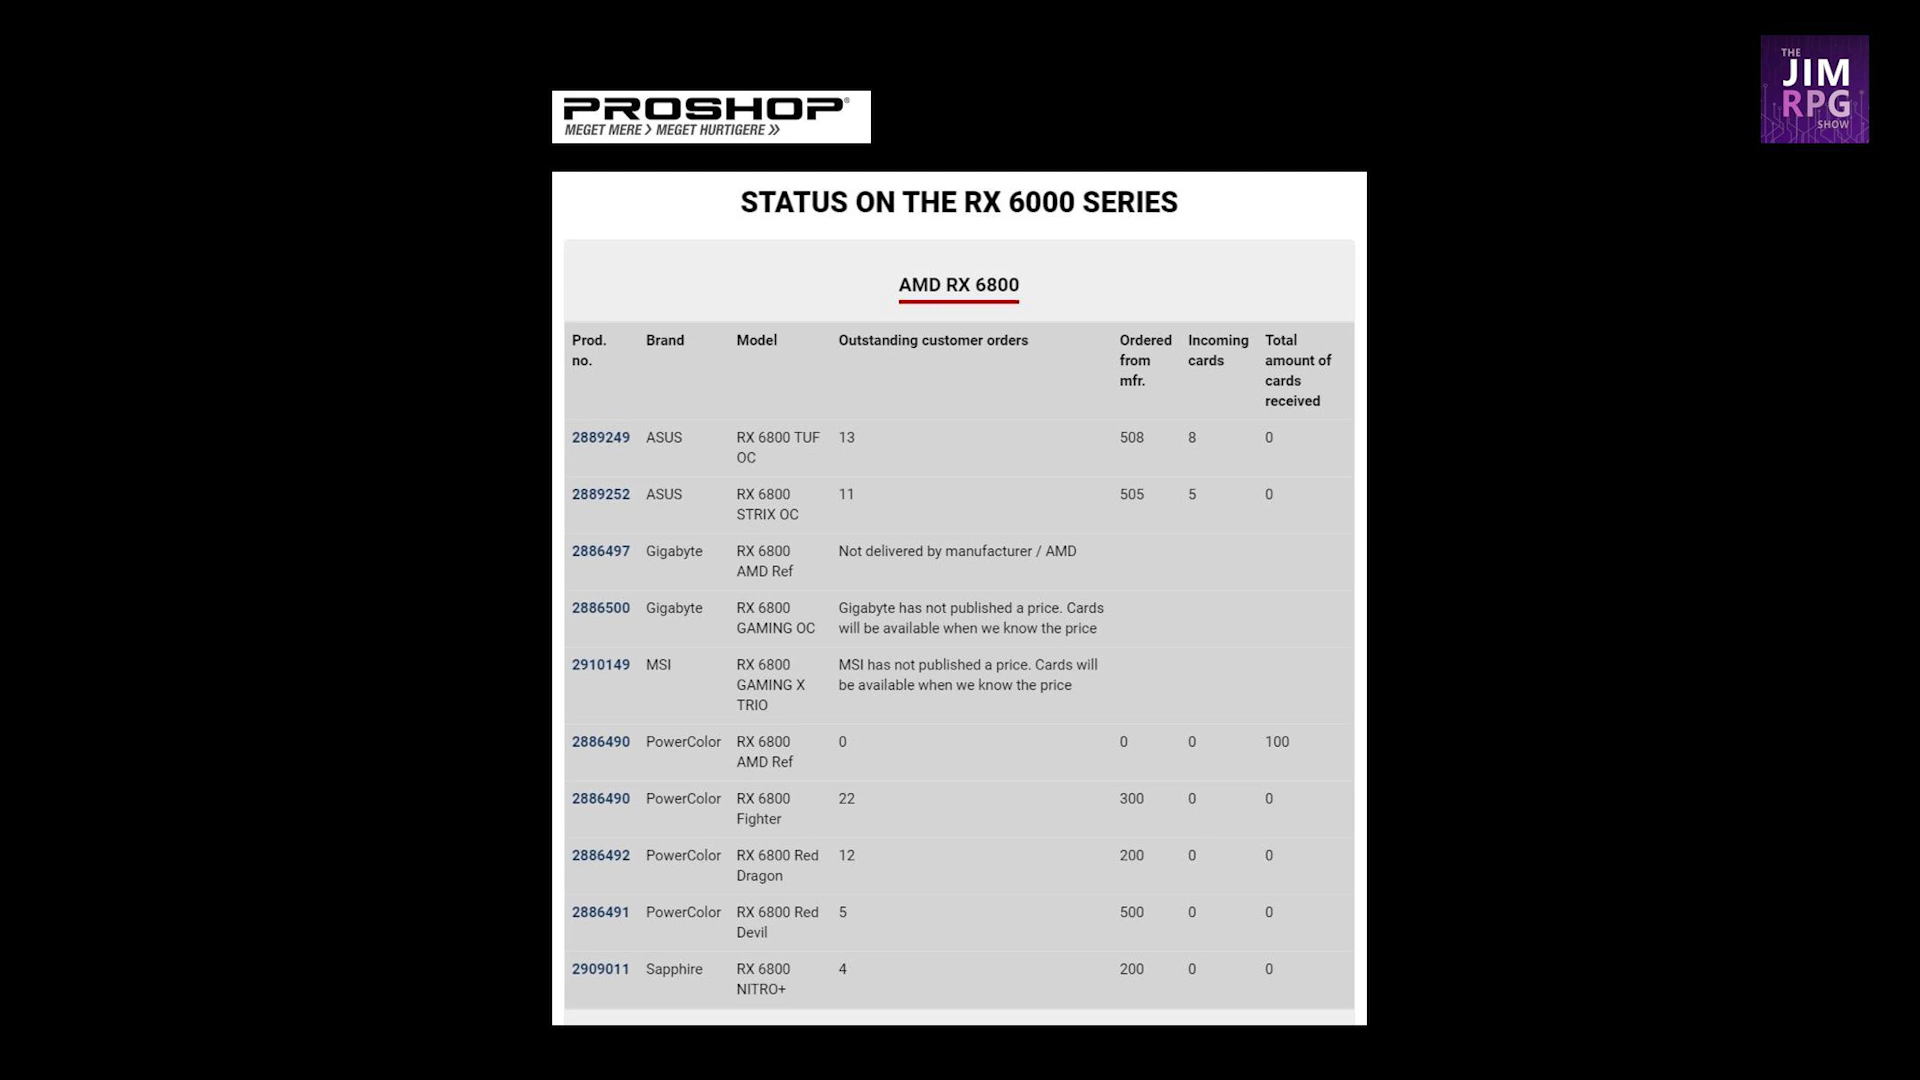 THE
JIM
RPG
SHOW
PROSHOP®
MEGET MERE > MEGET HURTIGERE >>
STATUS ON THE RX 6000 SERIES
AMD RX 6800
Prod. no. Brand Model Outstanding customer orders Ordered from mfr. Incoming cards Total amount of cards received
2889249 ASUS RX 6800 TUF OC 13 508 8 0
2889252 ASUS RX 6800 STRIX OC 11 505 5 0
2886497 Gigabyte RX 6800 AMD Ref Not delivered by manufacturer / AMD
2886500 Gigabyte RX 6800 GAMING OC Gigabyte has not published a price. Cards will be available when we know the price
2910149 MSI RX 6800 GAMING X TRIO MSI has not published a price. Cards will be available when we know the price
2886490 PowerColor RX 6800 AMD Ref 0 0 0 100
2886490 PowerColor RX 6800 Fighter 22 300 0 0
2886492 PowerColor RX 6800 Red Dragon 12 200 0 0
2886491 PowerColor RX 6800 Red Devil 5 500 0 0
2909011 Sapphire RX 6800 NITRO+ 4 200 0 0